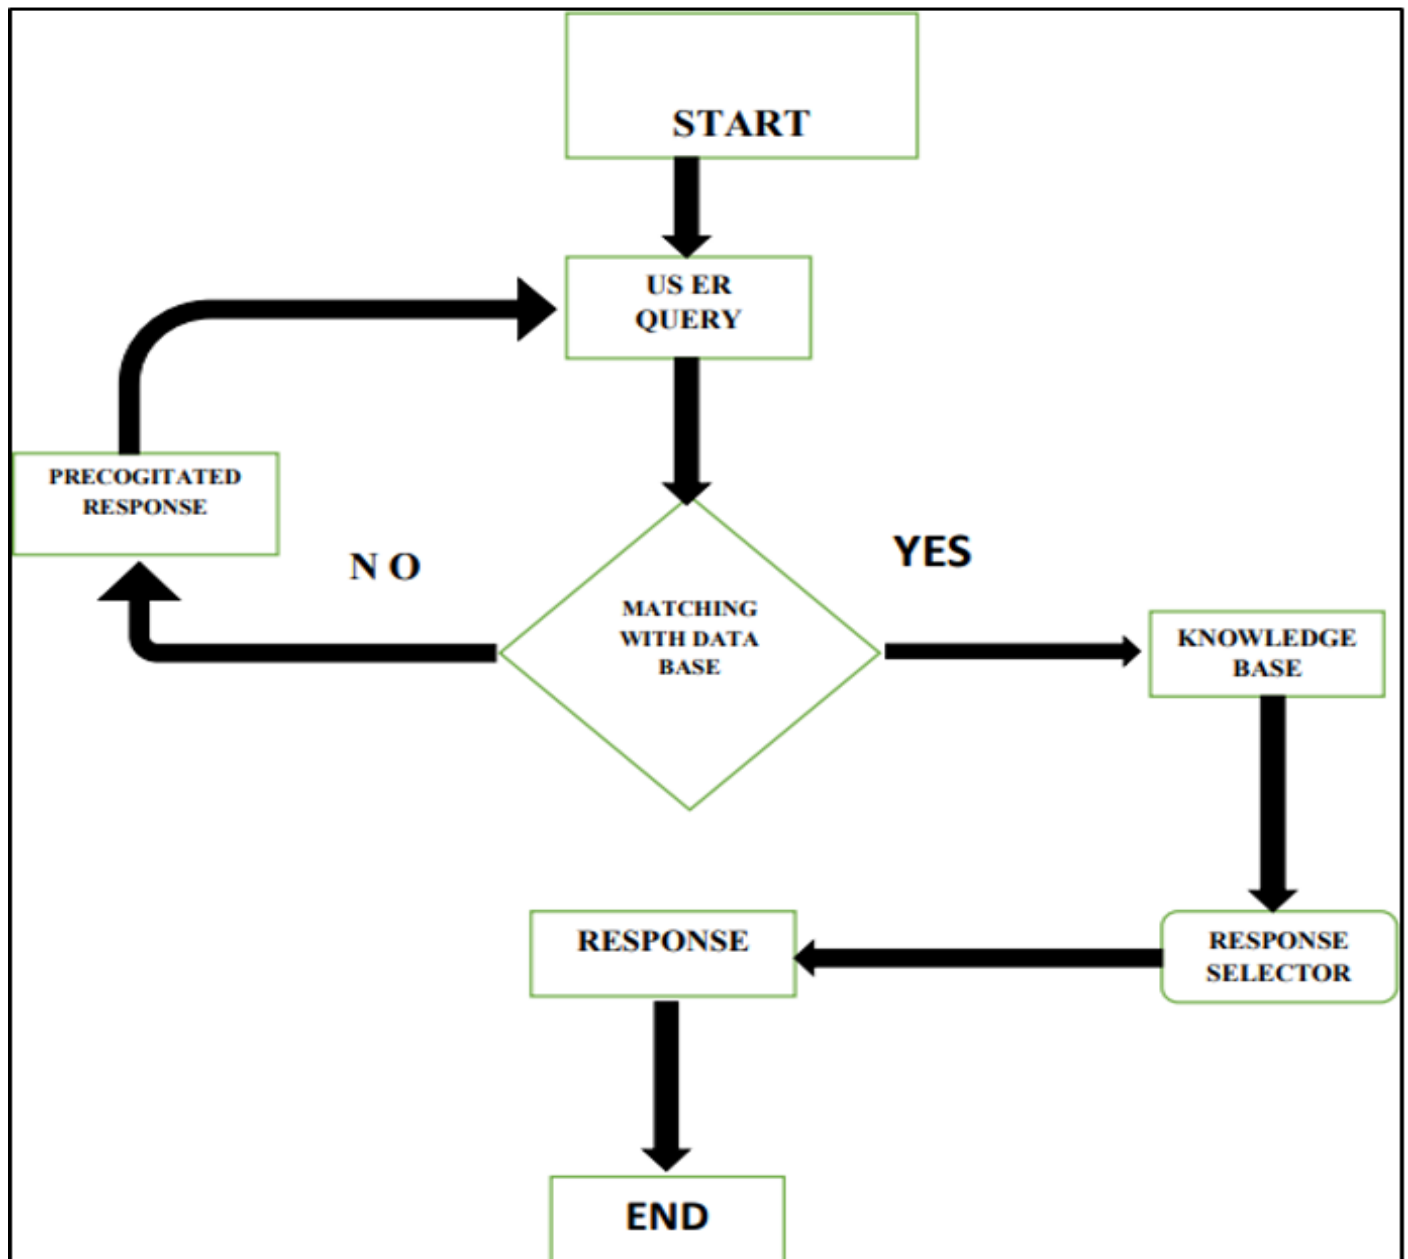 START
US ER
QUERY
PRECOGITATED
RESPONSE
N O
YES
MATCHING
WITH DATA
BASE
KNOWLEDGE
BASE
RESPONSE
RESPONSE
SELECTOR
END